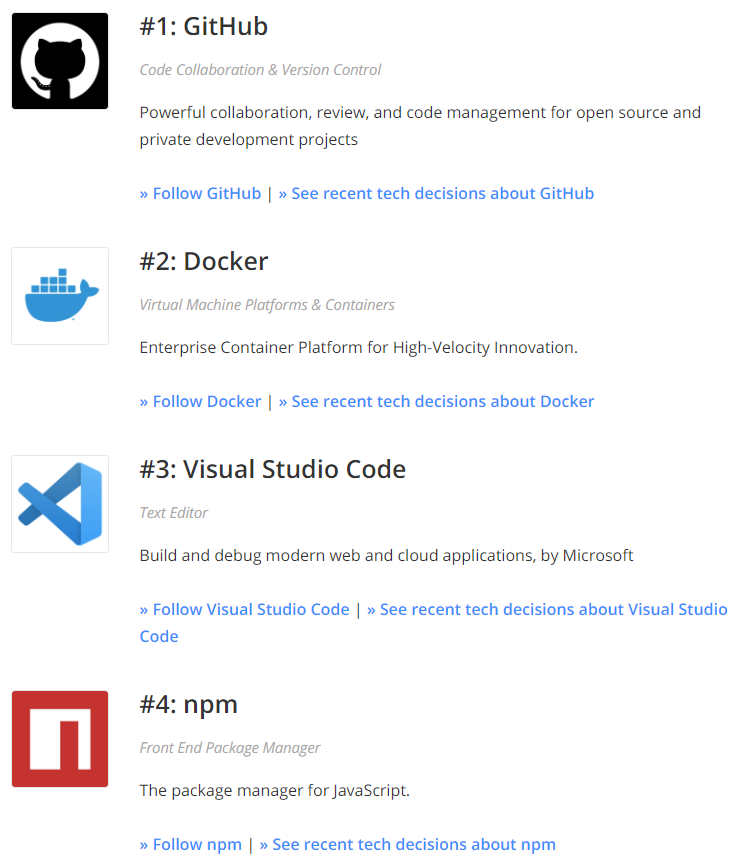 #1: GitHub
Code Collaboration & Version Control
Powerful collaboration, review, and code management for open source and
private development projects
» Follow GitHub | » See recent tech decisions about GitHub
#2: Docker
Virtual Machine Platforms & Containers
Enterprise Container Platform for High-Velocity Innovation.
» Follow Docker | » See recent tech decisions about Docker
#3: Visual Studio Code
Text Editor
Build and debug modern web and cloud applications, by Microsoft
» Follow Visual Studio Code | » See recent tech decisions about Visual Studio
Code
#4: npm
Front End Package Manager
The package manager for JavaScript.
» Follow npm | » See recent tech decisions about npm